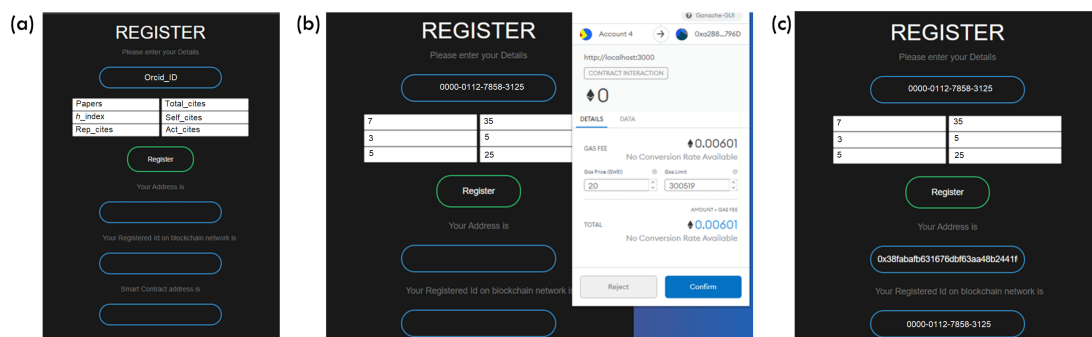 (a)
REGISTER
Please enter your Details
Orcid_ID
Papers Total_cites
h_index Self_cites
Rep_cites Act_cites
Register
Your Address is
Your Registered Id on blockchain network is
Smart Contract address is
(b)
REGISTER
Please enter your Details
0000-0112-7858-3125
7 35
3 5
5 25
Register
Your Address is
Your Registered Id on blockchain network is
Ganache-GUI
Account 4 0xa2B8...796D
http://localhost:3000
CONTRACT INTERACTION
0
DETAILS DATA
GAS FEE 0.00601
No Conversion Rate Available
Gas Price (GWEI) Gas Limit
20 300519
AMOUNT + GAS FEE
TOTAL 0.00601
No Conversion Rate Available
Reject Confirm
(c)
REGISTER
Please enter your Details
0000-0112-7858-3125
7 35
3 5
5 25
Register
Your Address is
0x38fabafb631676dbf63aa48b2441f
Your Registered Id on blockchain network is
0000-0112-7858-3125